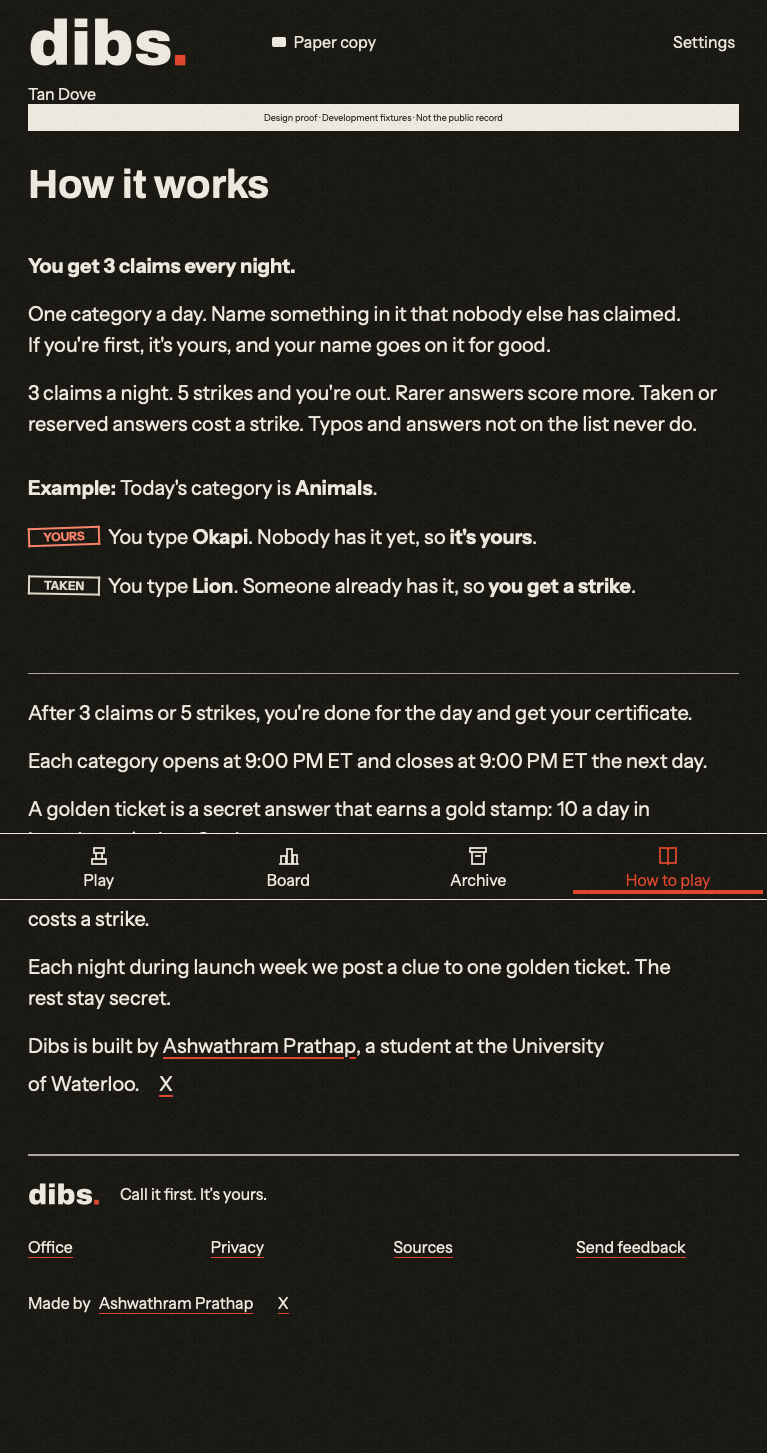 dibs.
Paper copy
Settings
Tan Dove
Design proof · Development fixtures · Not the public record
How it works
You get 3 claims every night.
One category a day. Name something in it that nobody else has claimed.
If you're first, it's yours, and your name goes on it for good.
3 claims a night. 5 strikes and you're out. Rarer answers score more. Taken or
reserved answers cost a strike. Typos and answers not on the list never do.
Example: Today's category is Animals.
YOURS You type Okapi. Nobody has it yet, so it's yours.
TAKEN You type Lion. Someone already has it, so you get a strike.
After 3 claims or 5 strikes, you're done for the day and get your certificate.
Each category opens at 9:00 PM ET and closes at 9:00 PM ET the next day.
A golden ticket is a secret answer that earns a gold stamp: 10 a day in
Play
Board
Archive
How to play
costs a strike.
Each night during launch week we post a clue to one golden ticket. The
rest stay secret.
Dibs is built by Ashwathram Prathap, a student at the University
of Waterloo. X
dibs. Call it first. It's yours.
Office
Privacy
Sources
Send feedback
Made by Ashwathram Prathap X